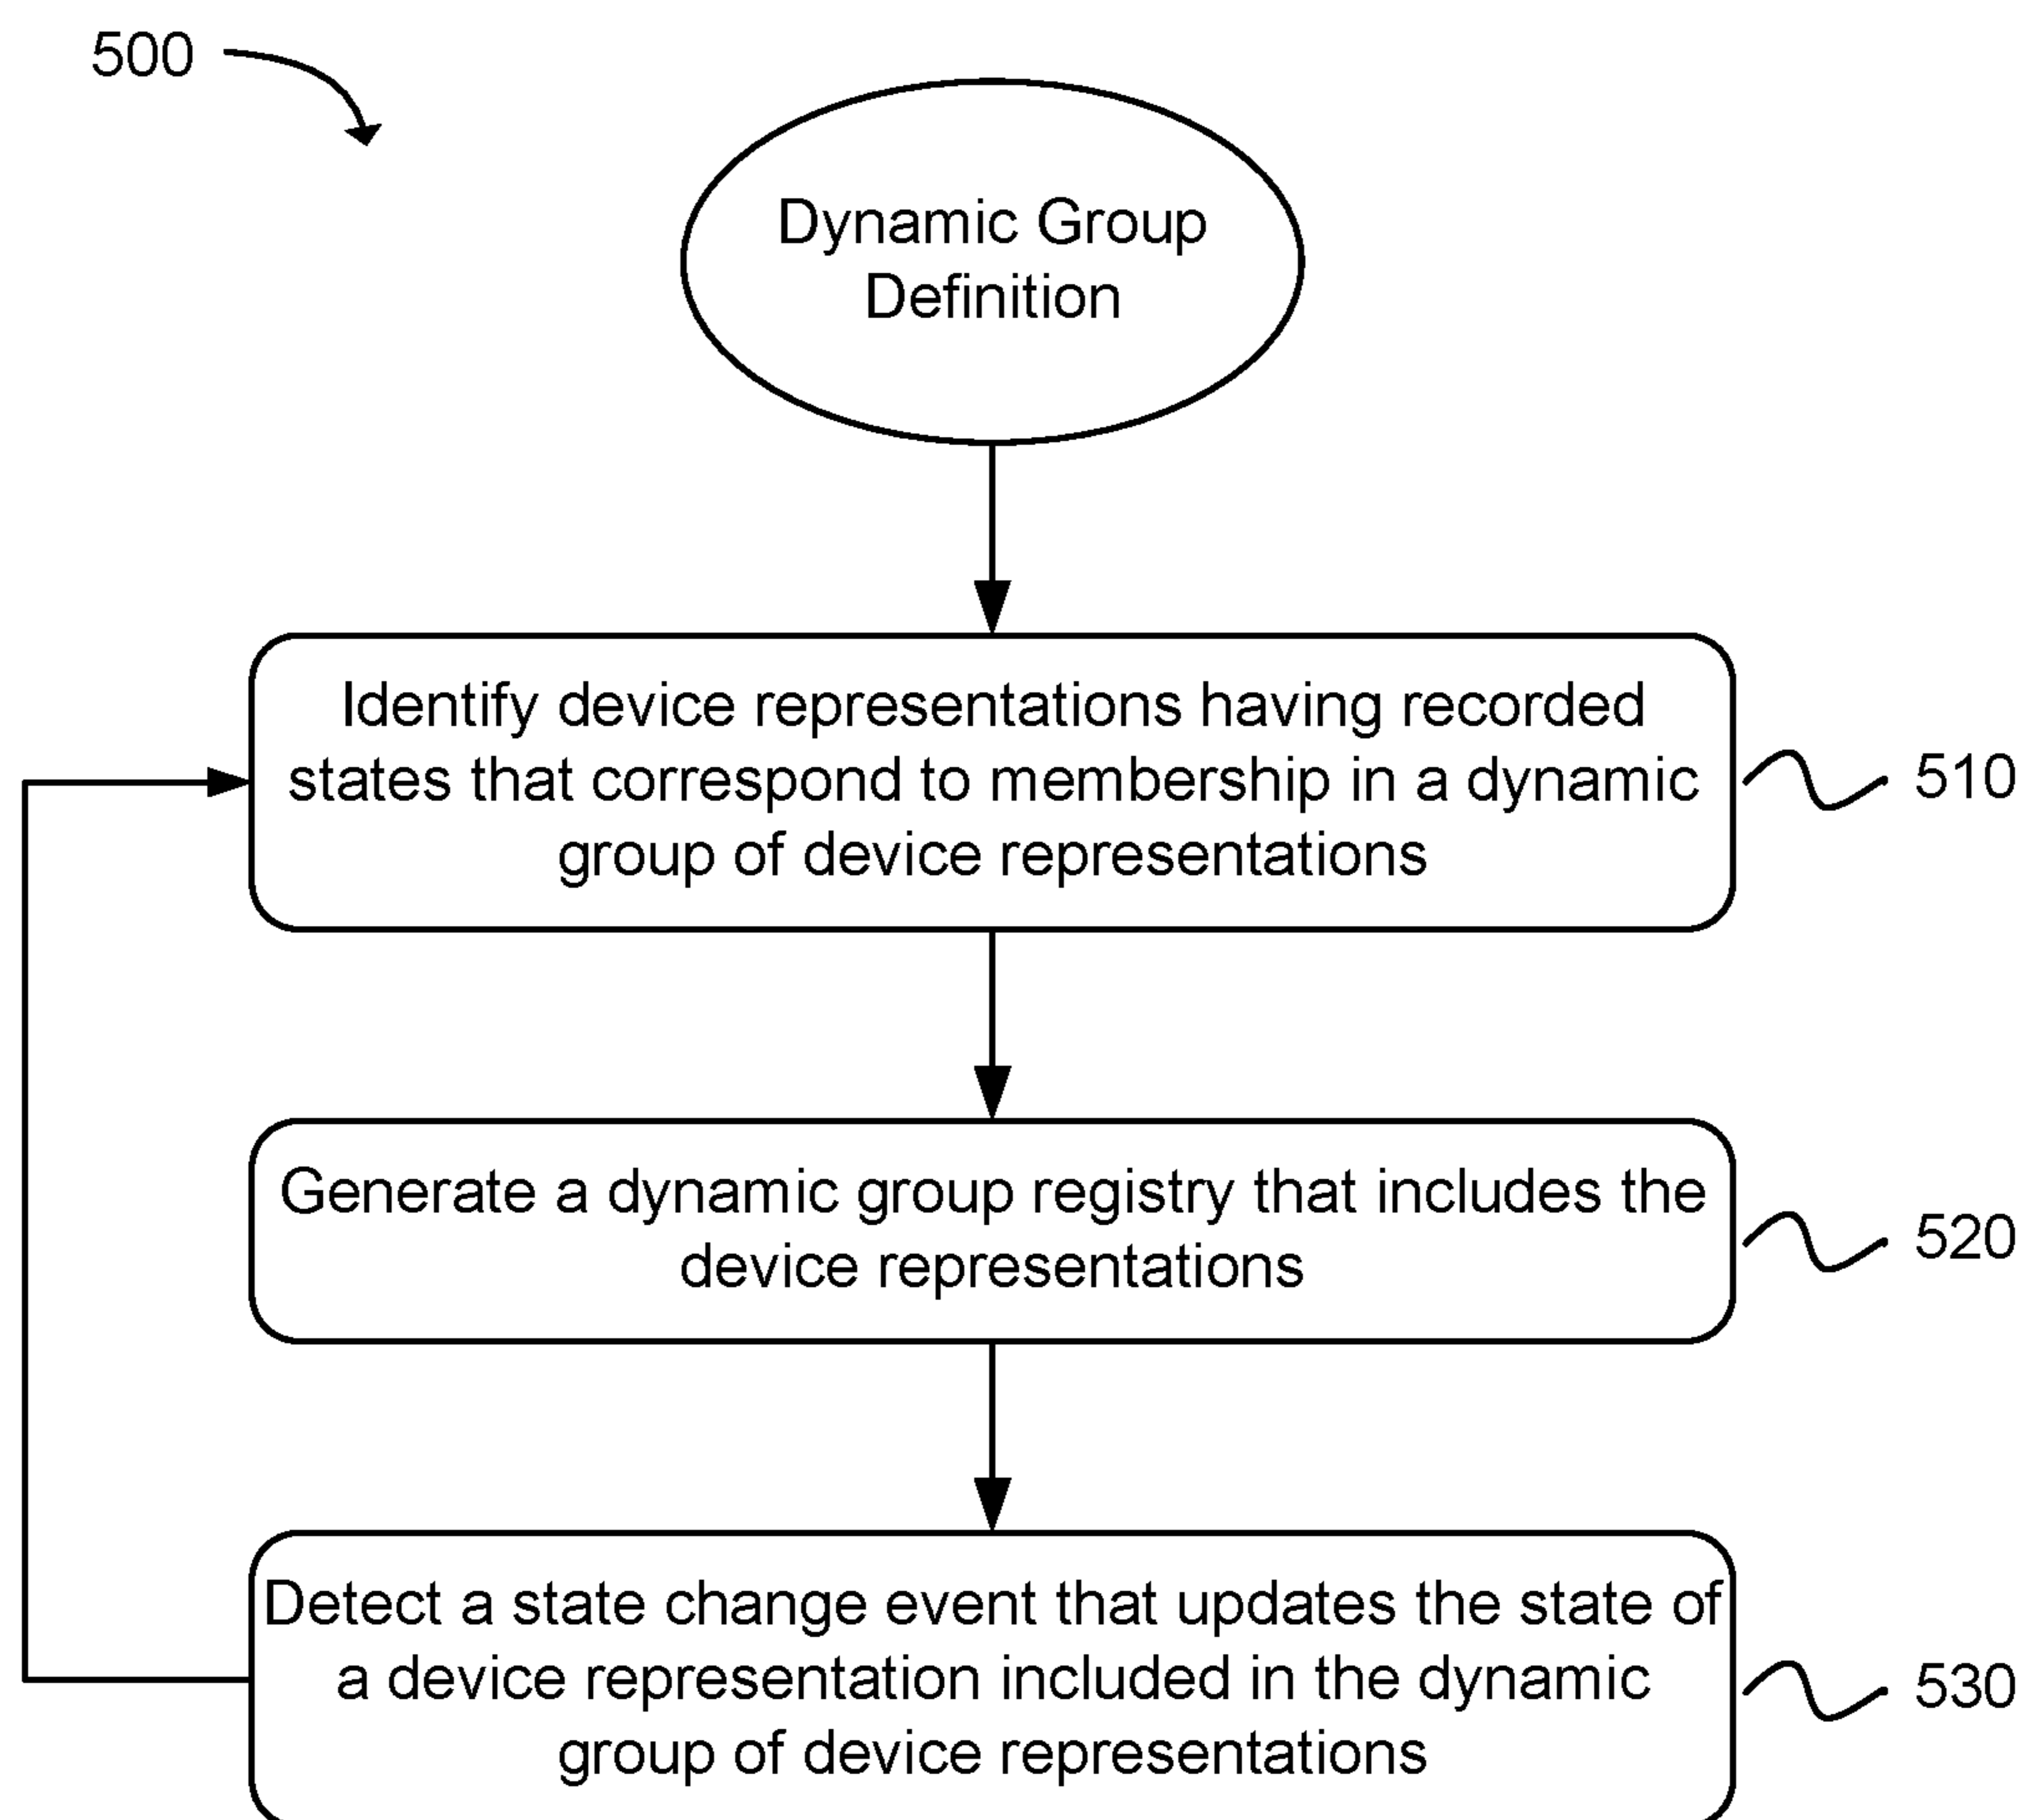 500
Dynamic Group
Definition
Identify device representations having recorded
states that correspond to membership in a dynamic
group of device representations
510
Generate a dynamic group registry that includes the
device representations
520
Detect a state change event that updates the state of
a device representation included in the dynamic
group of device representations
530